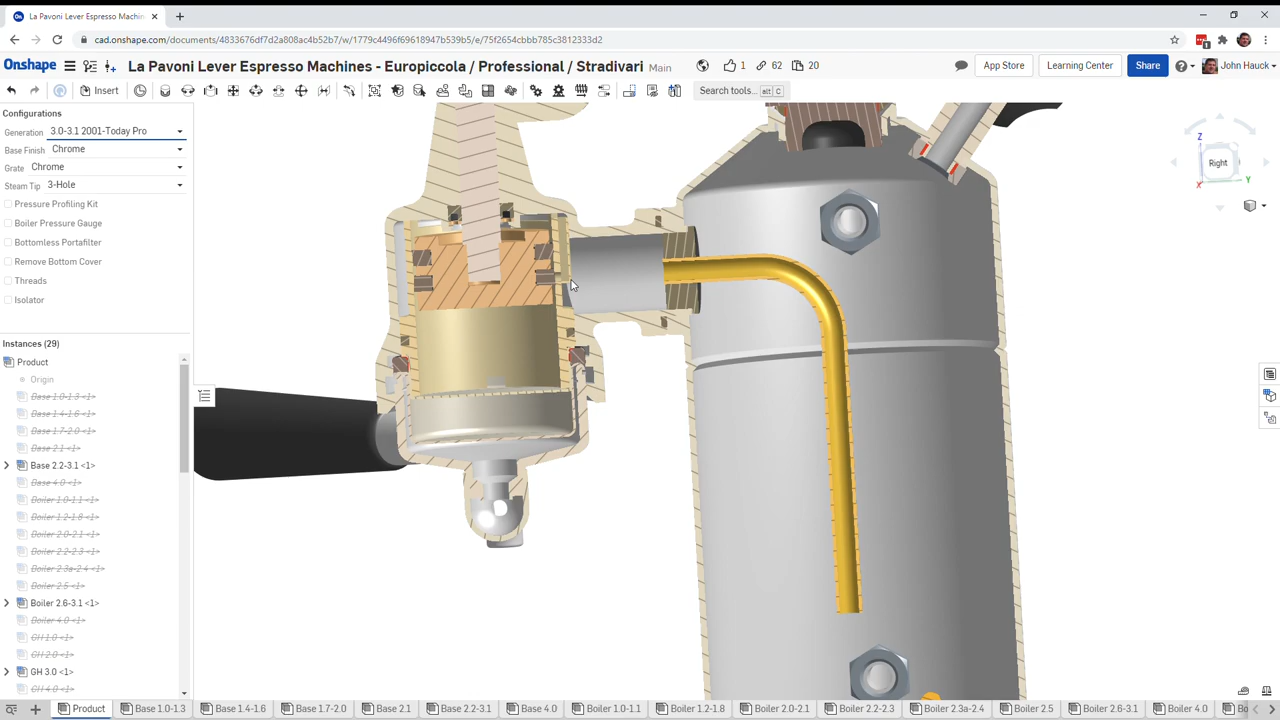 La Pavoni Lever Espresso Machin
cad.onshape.com/documents/4833676df7d2a808ac4b52b7/w/1779c4496f69618947b539b5/e/75f2654cbbb785c3812333d2
Onshape
La Pavoni Lever Espresso Machines - Europiccola / Professional / Stradivari Main
1 62 20
App Store
Learning Center
Share
John Hauck
Insert
Search tools... alt C
Configurations
Generation 3.0-3.1 2001-Today Pro
Base Finish Chrome
Grate Chrome
Steam Tip 3-Hole
Pressure Profiling Kit
Boiler Pressure Gauge
Bottomless Portafilter
Remove Bottom Cover
Threads
Isolator
Instances (29)
Product
Origin
Base 1.0-1.3 <1>
Base 1.4-1.6 <1>
Base 1.7-2.0 <1>
Base 2.1 <1>
Base 2.2-3.1 <1>
Base 4.0 <1>
Boiler 1.0-1.1 <1>
Boiler 1.2-1.8 <1>
Boiler 2.0-2.1 <1>
Boiler 2.2-2.3 <1>
Boiler 2.3a-2.4 <1>
Boiler 2.5 <1>
Boiler 2.6-3.1 <1>
Boiler 4.0 <1>
GH 1.0 <1>
GH 2.0 <1>
GH 3.0 <1>
GH 4.0 <1>
Z
Right
X
Y
Product Base 1.0-1.3 Base 1.4-1.6 Base 1.7-2.0 Base 2.1 Base 2.2-3.1 Base 4.0 Boiler 1.0-1.1 Boiler 1.2-1.8 Boiler 2.0-2.1 Boiler 2.2-2.3 Boiler 2.3a-2.4 Boiler 2.5 Boiler 2.6-3.1 Boiler 4.0 Bo